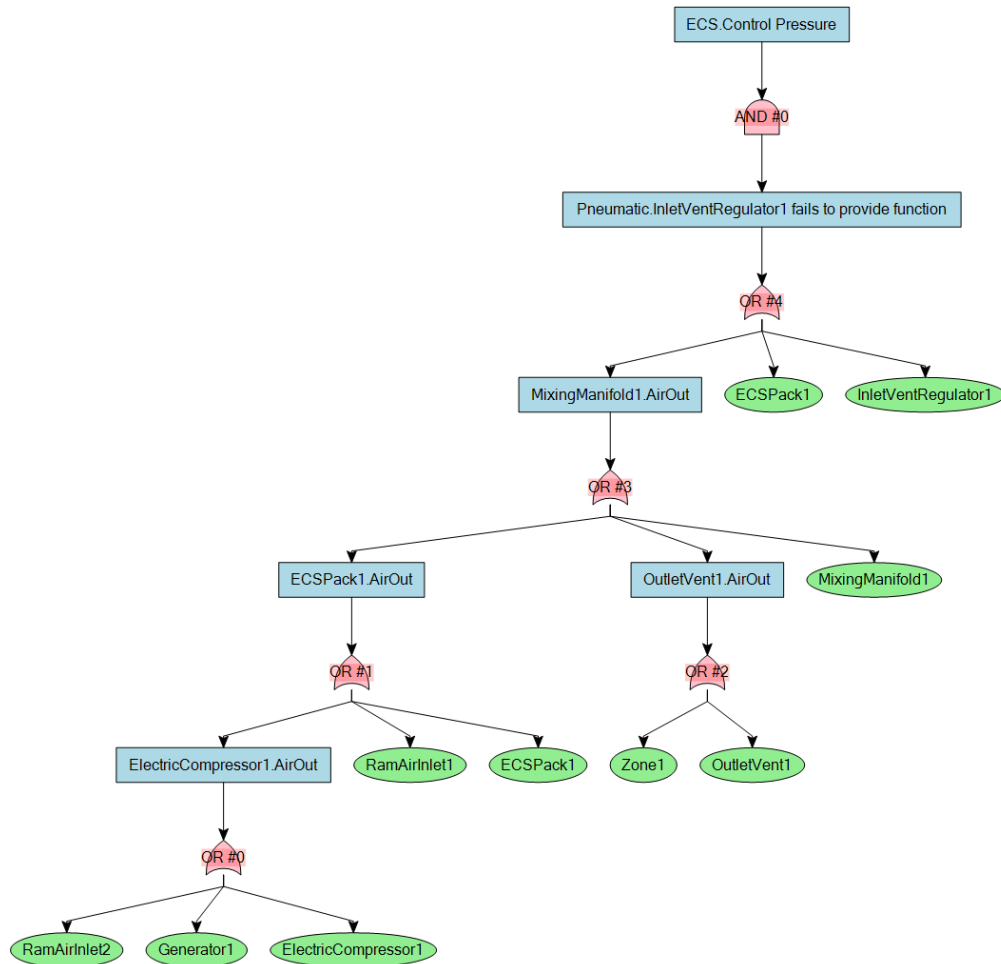 ECS.Control Pressure
AND #0
Pneumatic.InletVentRegulator1 fails to provide function
OR #4
MixingManifold1.AirOut
ECSPack1
InletVentRegulator1
OR #3
ECSPack1.AirOut
OutletVent1.AirOut
MixingManifold1
OR #1
OR #2
ElectricCompressor1.AirOut
RamAirInlet1
ECSPack1
Zone1
OutletVent1
OR #0
RamAirInlet2
Generator1
ElectricCompressor1